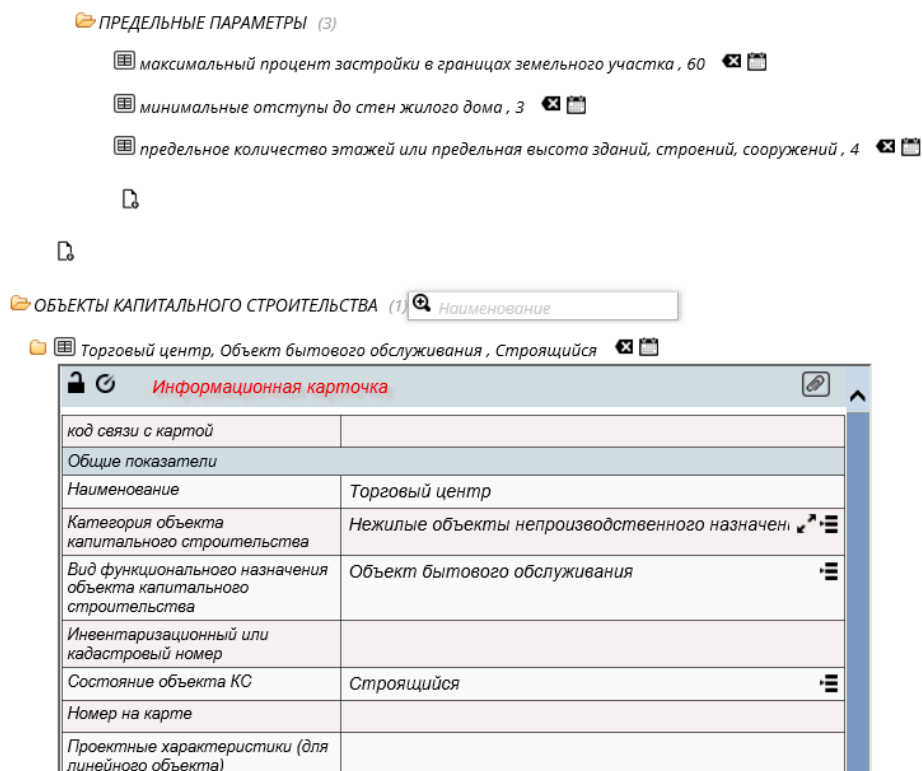 ПРЕДЕЛЬНЫЕ ПАРАМЕТРЫ (3)
максимальный процент застройки в границах земельного участка , 60
минимальные отступы до стен жилого дома , 3
предельное количество этажей или предельная высота зданий, строений, сооружений , 4
ОБЪЕКТЫ КАПИТАЛЬНОГО СТРОИТЕЛЬСТВА (1) Наименование
Торговый центр, Объект бытового обслуживания , Строящийся
Информационная карточка
код связи с картой
Общие показатели
Наименование Торговый центр
Категория объекта
капитального строительства
Нежилые объекты непроизводственного назначен
Вид функционального назначения
объекта капитального
строительства
Объект бытового обслуживания
Инвентаризационный или
кадастровый номер
Состояние объекта КС Строящийся
Номер на карте
Проектные характеристики (для
линейного объекта)